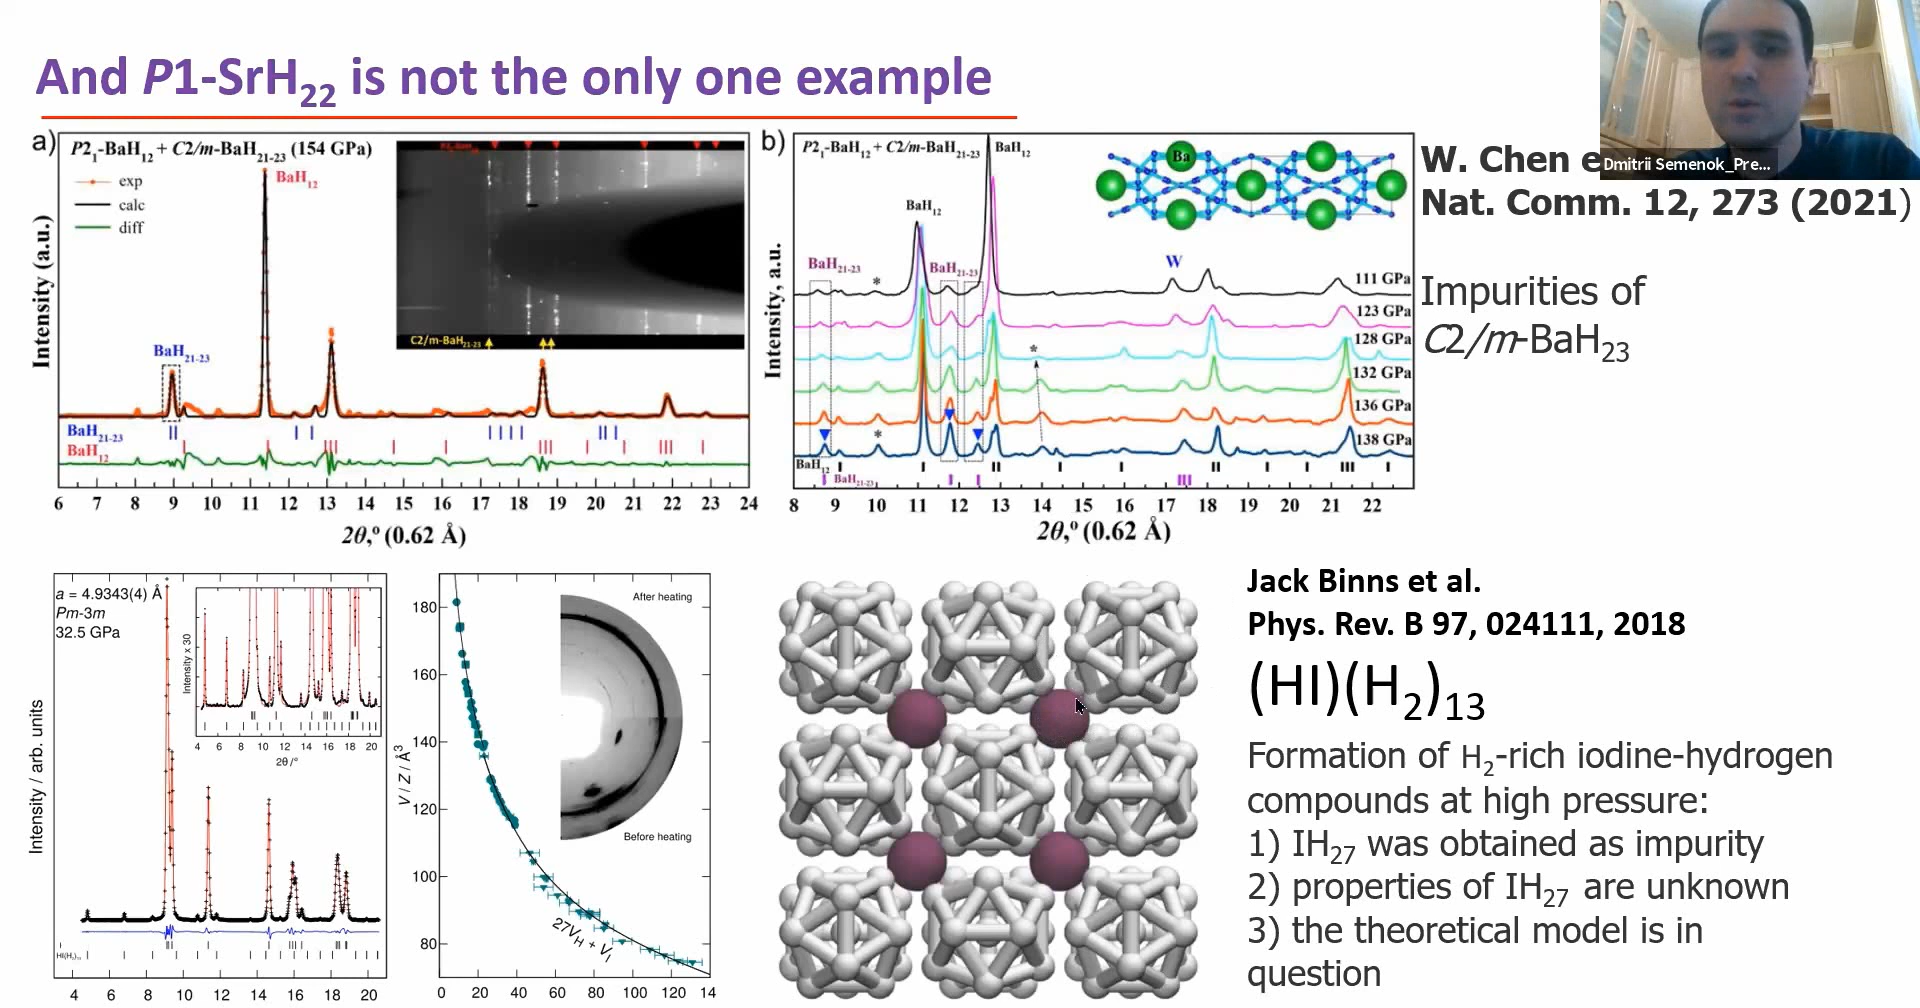 And P1-SrH22 is not the only one example
Dmitrii Semenok_Pre...
a)
P21-BaH12 + C2/m-BaH21-23 (154 GPa)
exp
calc
diff
BaH12
BaH21-23
C2/m-BaH21-23
BaH21-23
BaH12
Intensity (a.u.)
6 7 8 9 10 11 12 13 14 15 16 17 18 19 20 21 22 23 24
2θ,º (0.62 Å)
b)
P21-BaH12 + C2/m-BaH21-23
BaH12
Ba
BaH12
BaH21-23
BaH21-23
*
W
111 GPa
123 GPa
128 GPa
*
132 GPa
136 GPa
*
138 GPa
BaH12
BaH21-23
Intensity, a.u.
8 9 10 11 12 13 14 15 16 17 18 19 20 21 22
2θ,º (0.62 Å)
W. Chen e
Nat. Comm. 12, 273 (2021)
Impurities of
C2/m-BaH23
a = 4.9343(4) Å
Pm-3m
32.5 GPa
Intensity x 30
4 6 8 10 12 14 16 18 20
2θ /°
Intensity / arb. units
4 6 8 10 12 14 16 18 20
V / Z / Å3
180
160
140
120
100
80
After heating
Before heating
27VH + VI
0 20 40 60 80 100 120 14
Jack Binns et al.
Phys. Rev. B 97, 024111, 2018
(HI)(H2)13
Formation of H2-rich iodine-hydrogen
compounds at high pressure:
1) IH27 was obtained as impurity
2) properties of IH27 are unknown
3) the theoretical model is in
question